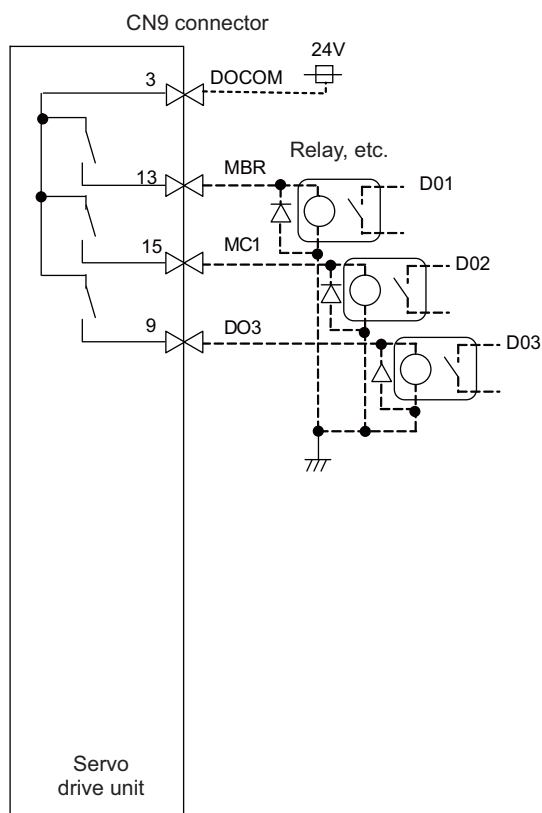 CN9 connector
24V
3
DOCOM
Relay, etc.
13
MBR
D01
15
MC1
D02
9
DO3
D03
Servo
drive unit